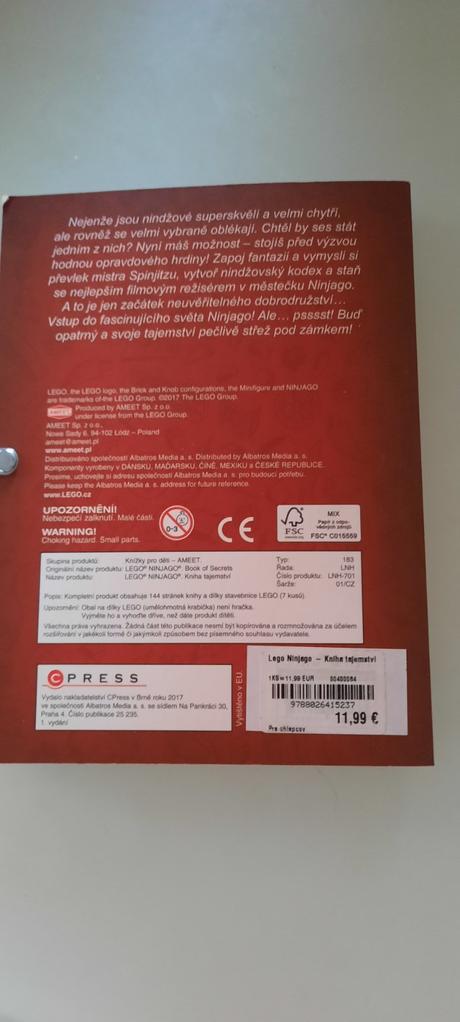 Nejenže jsou nindžové superskvělí a velmi chytří,
ale rovněž se velmi vybraně oblékají. Chtěl by ses stát
jedním z nich? Nyní máš možnost – stojíš před výzvou
hodnou opravdového hrdiny! Zapoj fantazii a vymysli si
převlek mistra Spinjitzu, vytvoř nindžovský kodex a staň
se nejlepším filmovým režisérem v městečku Ninjago.
A to je jen začátek neuvěřitelného dobrodružství...
Vstup do fascinujícího světa Ninjago! Ale... psssst! Buď
opatrný a svoje tajemství pečlivě střež pod zámkem!
LEGO, the LEGO logo, the Brick and Knob configurations, the Minifigure and NINJAGO
are trademarks of the LEGO Group. ©2017 The LEGO Group.
AMEET
Produced by AMEET Sp. z o.o.
under license from the LEGO Group.
AMEET Sp. z o.o.,
Nowe Sady 6, 94-102 Łódź – Poland
ameet@ameet.pl
www.ameet.pl
Distribuováno společností Albatros Media a. s. Distributed by Albatros Media a. s.
Komponenty vyrobeny v DÁNSKU, MAĎARSKU, ČÍNĚ, MEXIKU a ČESKÉ REPUBLICE.
Prosíme, uchovejte si adresu společnosti Albatros Media a. s. pro budoucí potřebu.
Please keep the Albatros Media a. s. address for future reference.
www.LEGO.cz
UPOZORNĚNÍ!
Nebezpečí zalknutí. Malé části.
WARNING!
Choking hazard. Small parts.
0-3
CE
FSC
MIX
Papír z odpo-
vědných zdrojů
FSC® C015559
Skupina produktů: Knížky pro děti – AMEET.
Originální název produktu: LEGO® NINJAGO®. Book of Secrets
Název produktu: LEGO® NINJAGO®. Kniha tajemství
Typ: 183
Řada: LNH
Číslo produktu: LNH-701
Šarže: 01/CZ
Popis: Kompletní produkt obsahuje 144 stránek knihy a dílky stavebnice LEGO (7 kusů).
Upozornění: Obal na dílky LEGO (umělohmotná krabička) není hračka.
Vyjměte ho a vyhoďte dříve, než dáte produkt dítěti.
Všechna práva vyhrazena. Žádná část této publikace nesmí být kopírována a rozmnožována za účelem
rozšiřování v jakékoli formě či jakýmkoli způsobem bez písemného souhlasu vydavatele.
CPRESS
Vydalo nakladatelství CPress v Brně roku 2017
ve společnosti Albatros Media a. s. se sídlem Na Pankráci 30,
Praha 4. Číslo publikace 25 235.
1. vydání
Vytištěno v EU.
Lego Ninjago – Kniha tajemství
1KS=11,99 EUR 00400064
9788026415237
11,99 €
Pre chlapcov